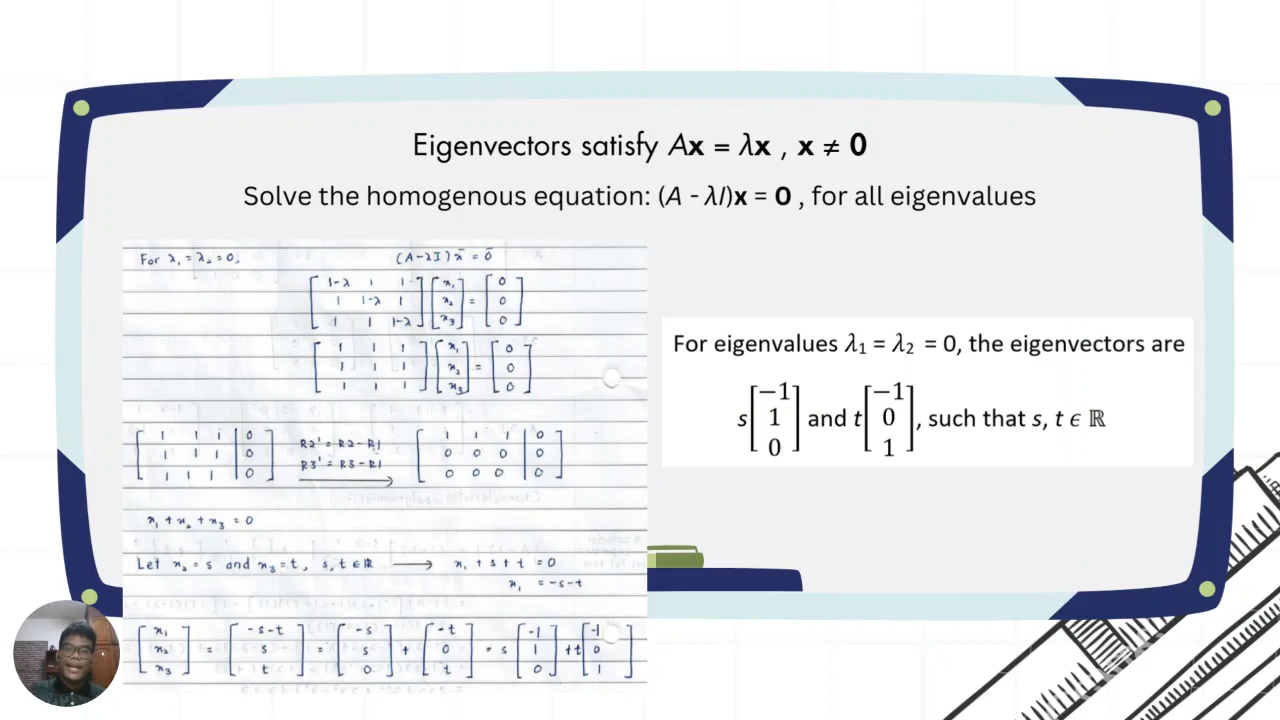 Eigenvectors satisfy Ax = λx , x ≠ 0
Solve the homogenous equation: (A - λI)x = 0 , for all eigenvalues
For λ₁ = λ₂ = 0, (A-λI)x̄ = 0̄
[1-λ 1 1] [x₁] [0]
[1 1-λ 1] [x₂] = [0]
[1 1 1-λ] [x₃] [0]
[1 1 1] [x₁] [0]
[1 1 1] [x₂] = [0]
[1 1 1] [x₃] [0]
[1 1 1 | 0] R2' = R2-R1 [1 1 1 | 0]
[1 1 1 | 0] R3' = R3-R1 [0 0 0 | 0]
[1 1 1 | 0] ⟶ [0 0 0 | 0]
x₁ + x₂ + x₃ = 0
Let x₂ = s and x₃ = t, s, t ∈ ℝ ⟶ x₁ + s + t = 0
x₁ = -s-t
[x₁] [-s-t] [-s] [-t] [-1] [-1]
[x₂] = [s] = [s] + [0] = s [1] + t [0]
[x₃] [t] [0] [t] [0] [1]
For eigenvalues λ₁ = λ₂ = 0, the eigenvectors are
[-1] [-1]
s [1] and t [0], such that s, t ϵ ℝ
[0] [1]